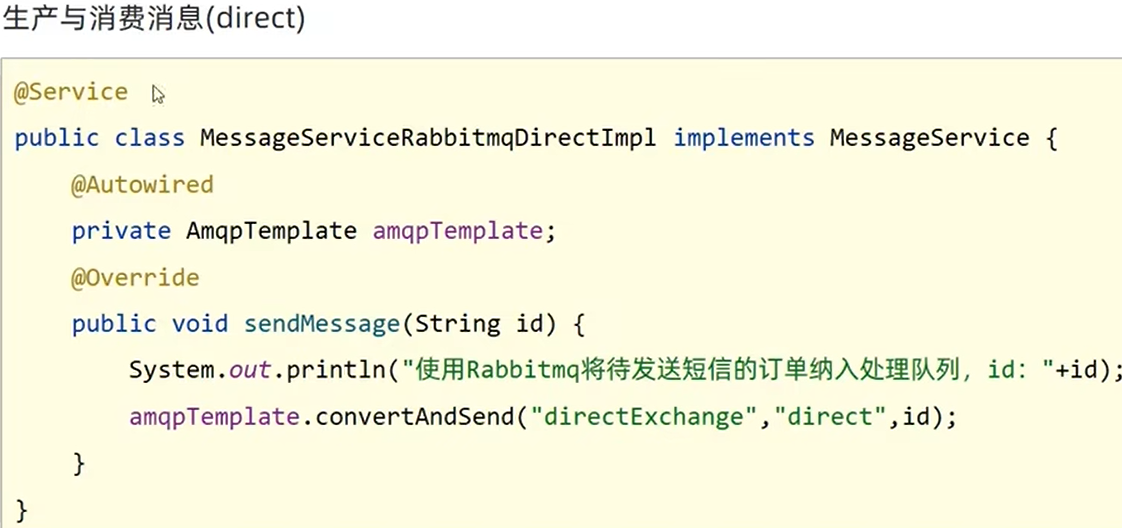 生产与消费消息(direct)
@Service
public class MessageServiceRabbitmqDirectImpl implements MessageService {
    @Autowired
    private AmqpTemplate amqpTemplate;
    @Override
    public void sendMessage(String id) {
        System.out.println("使用Rabbitmq将待发送短信的订单纳入处理队列，id："+id);
        amqpTemplate.convertAndSend("directExchange","direct",id);
    }
}